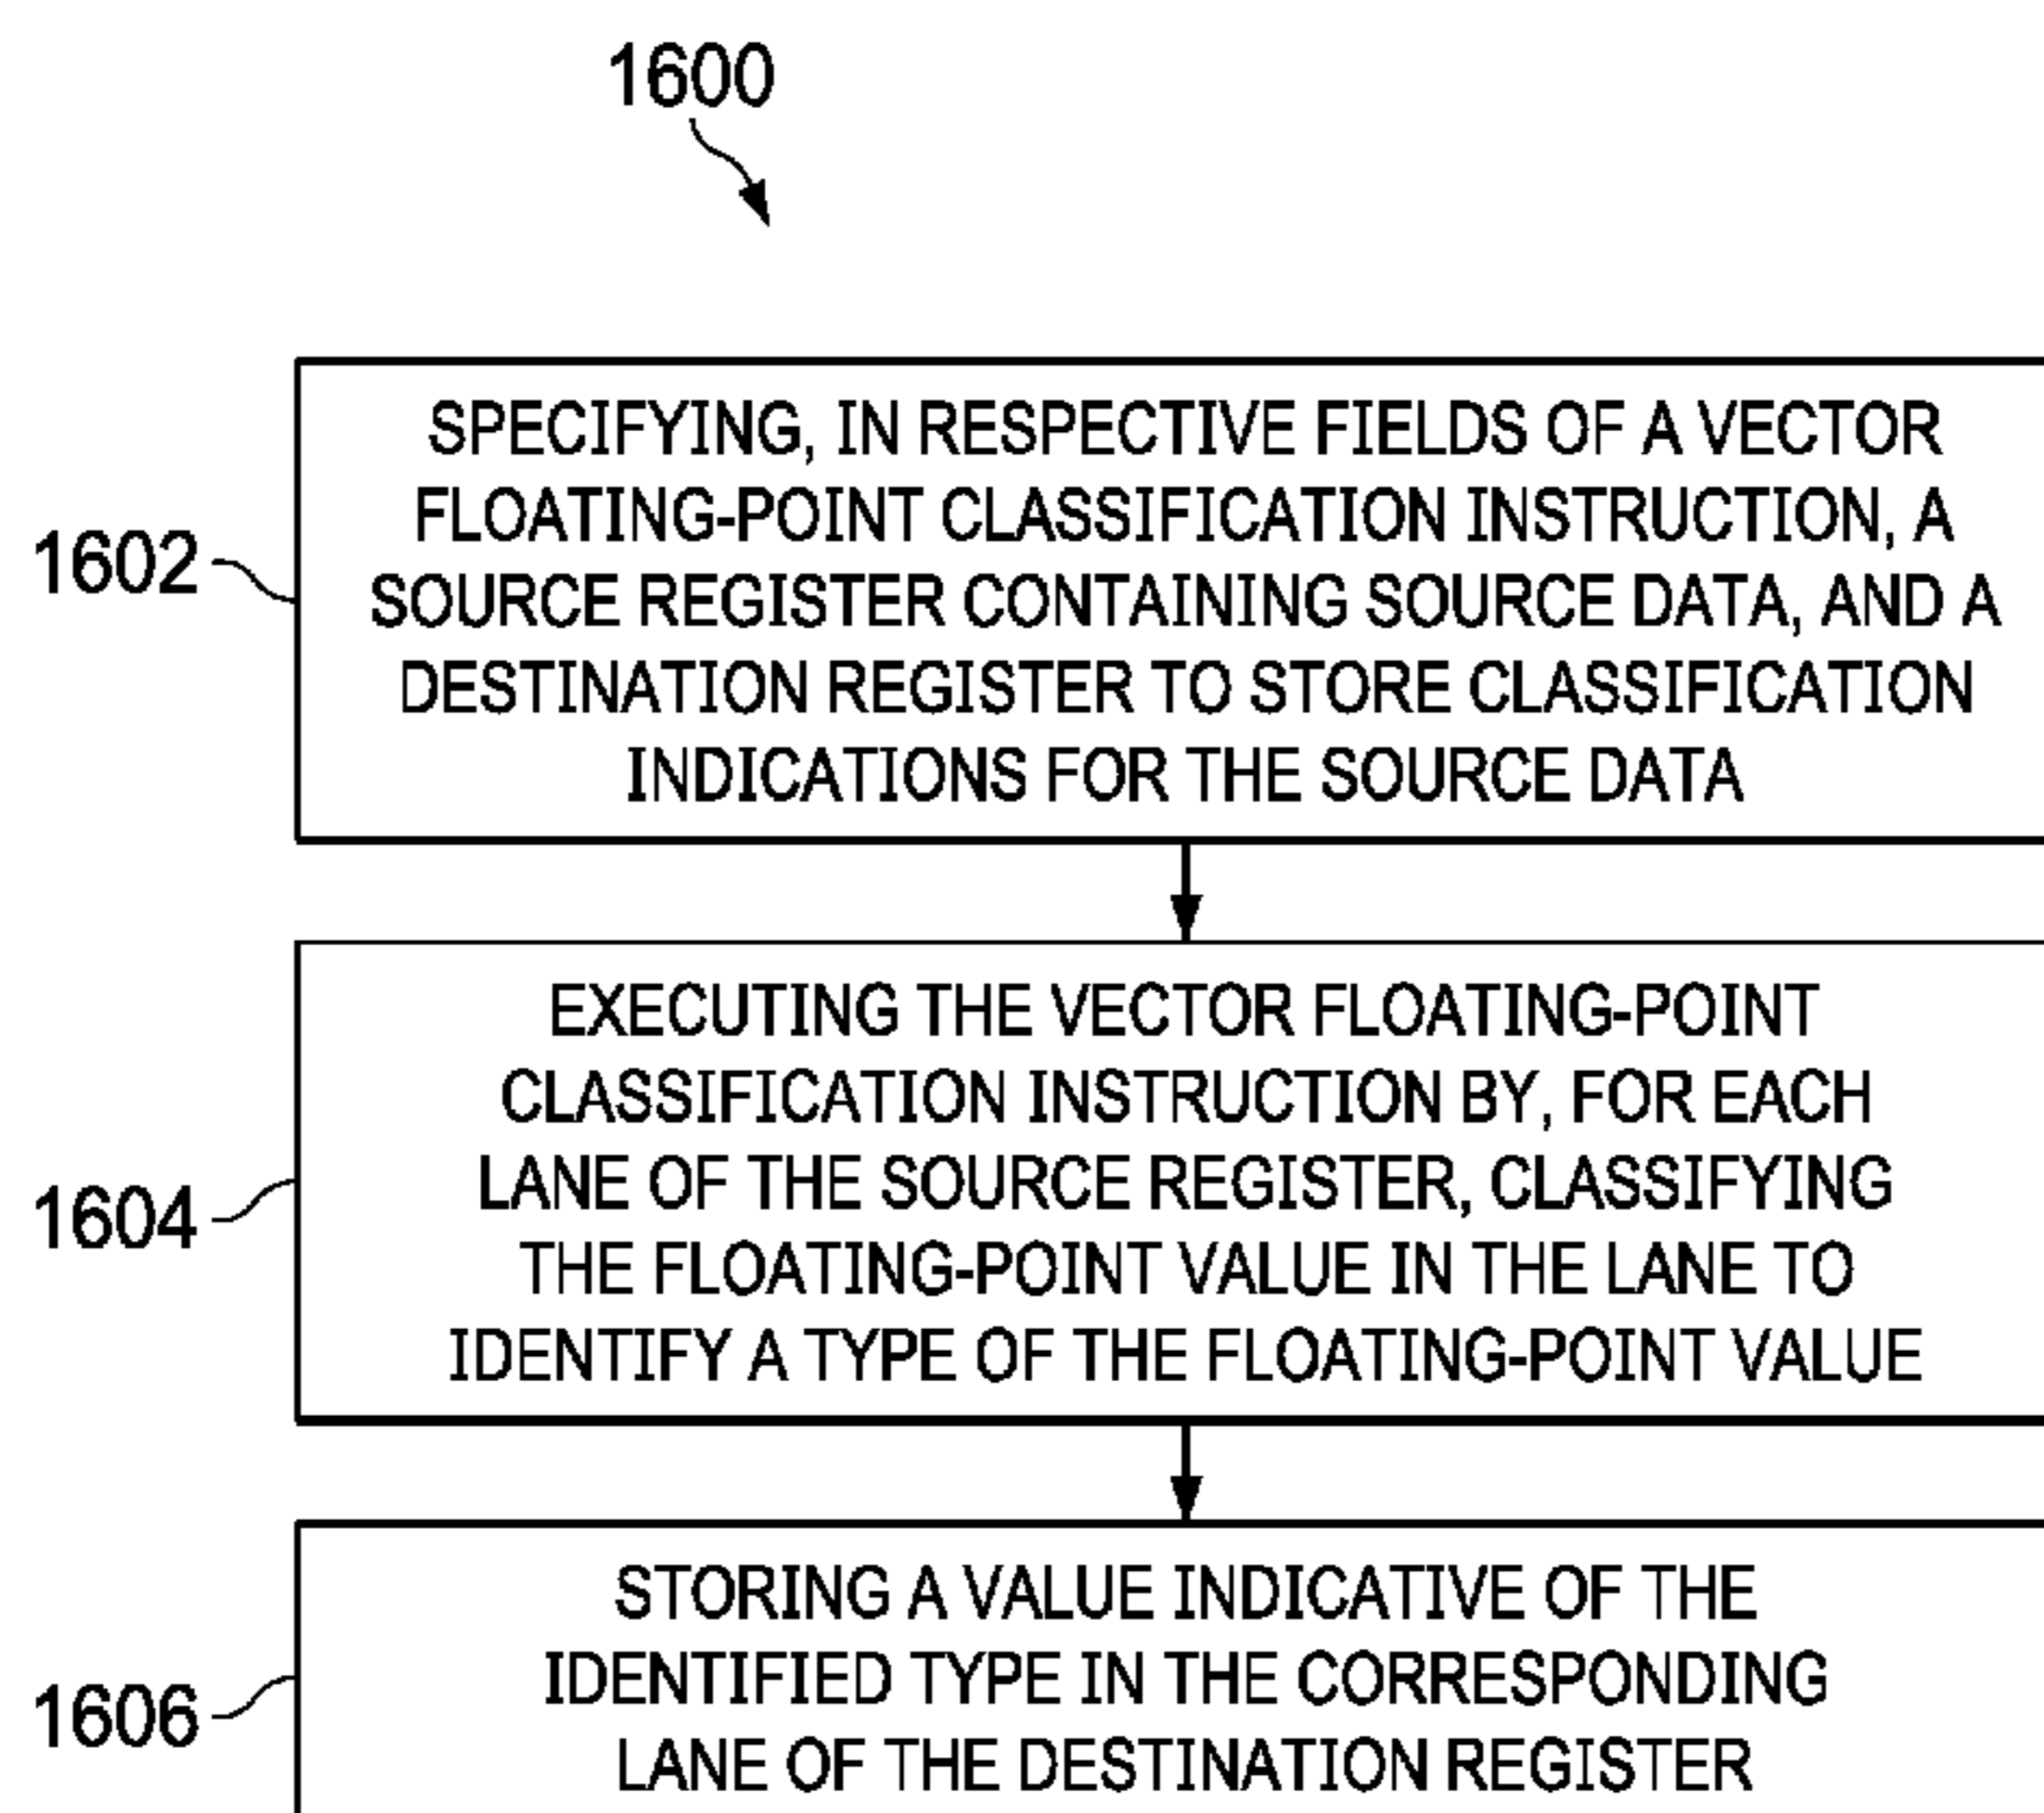 1600
SPECIFYING, IN RESPECTIVE FIELDS OF A VECTOR
FLOATING-POINT CLASSIFICATION INSTRUCTION, A
1602
SOURCE REGISTER CONTAINING SOURCE DATA, AND A
DESTINATION REGISTER TO STORE CLASSIFICATION
INDICATIONS FOR THE SOURCE DATA
EXECUTING THE VECTOR FLOATING-POINT
CLASSIFICATION INSTRUCTION BY, FOR EACH
LANE OF THE SOURCE REGISTER, CLASSIFYING
1604
THE FLOATING-POINT VALUE IN THE LANE TO
IDENTIFY A TYPE OF THE FLOATING-POINT VALUE
STORING A VALUE INDICATIVE OF THE
IDENTIFIED TYPE IN THE CORRESPONDING
1606
LANE OF THE DESTINATION REGISTER